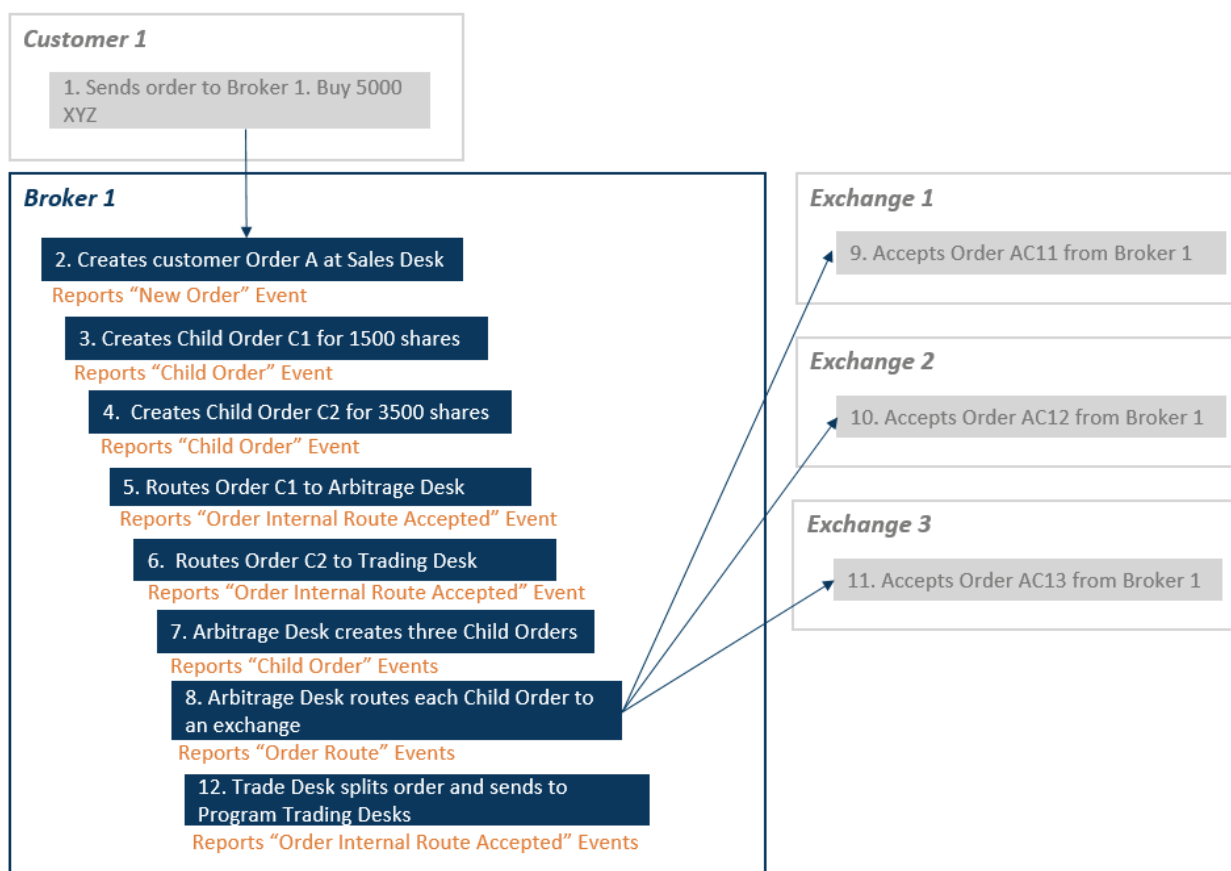 Customer 1
1. Sends order to Broker 1. Buy 5000
XYZ
Broker 1
2. Creates customer Order A at Sales Desk
Reports “New Order” Event
3. Creates Child Order C1 for 1500 shares
Reports “Child Order” Event
4. Creates Child Order C2 for 3500 shares
Reports “Child Order” Event
5. Routes Order C1 to Arbitrage Desk
Reports “Order Internal Route Accepted” Event
6. Routes Order C2 to Trading Desk
Reports “Order Internal Route Accepted” Event
7. Arbitrage Desk creates three Child Orders
Reports “Child Order” Events
8. Arbitrage Desk routes each Child Order to
an exchange
Reports “Order Route” Events
12. Trade Desk splits order and sends to
Program Trading Desks
Reports “Order Internal Route Accepted” Events
Exchange 1
9. Accepts Order AC11 from Broker 1
Exchange 2
10. Accepts Order AC12 from Broker 1
Exchange 3
11. Accepts Order AC13 from Broker 1